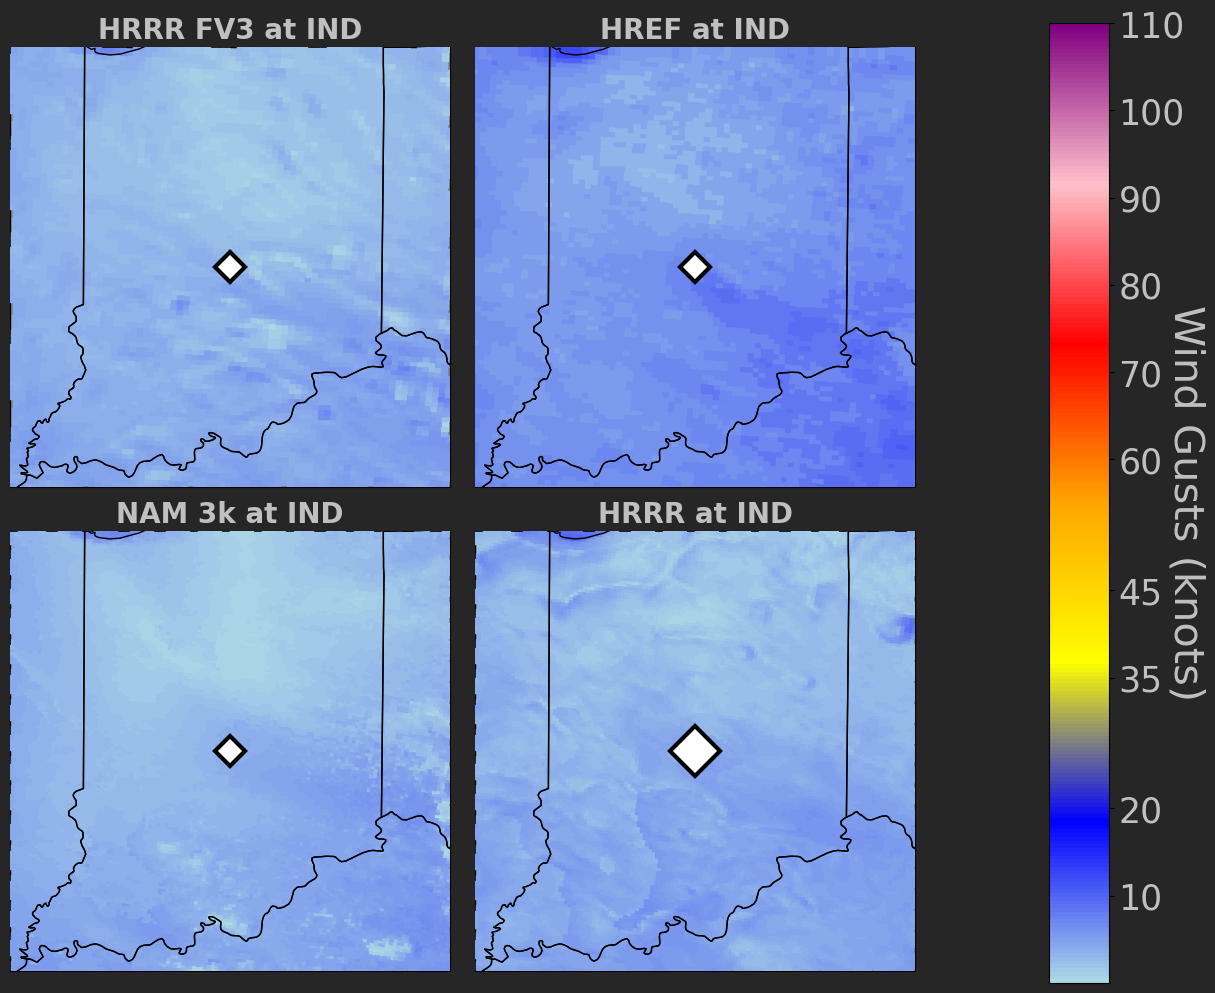 HRRR FV3 at IND
HREF at IND
NAM 3k at IND
HRRR at IND
110
100
90
80
70
60
45
35
20
10
Wind Gusts (knots)